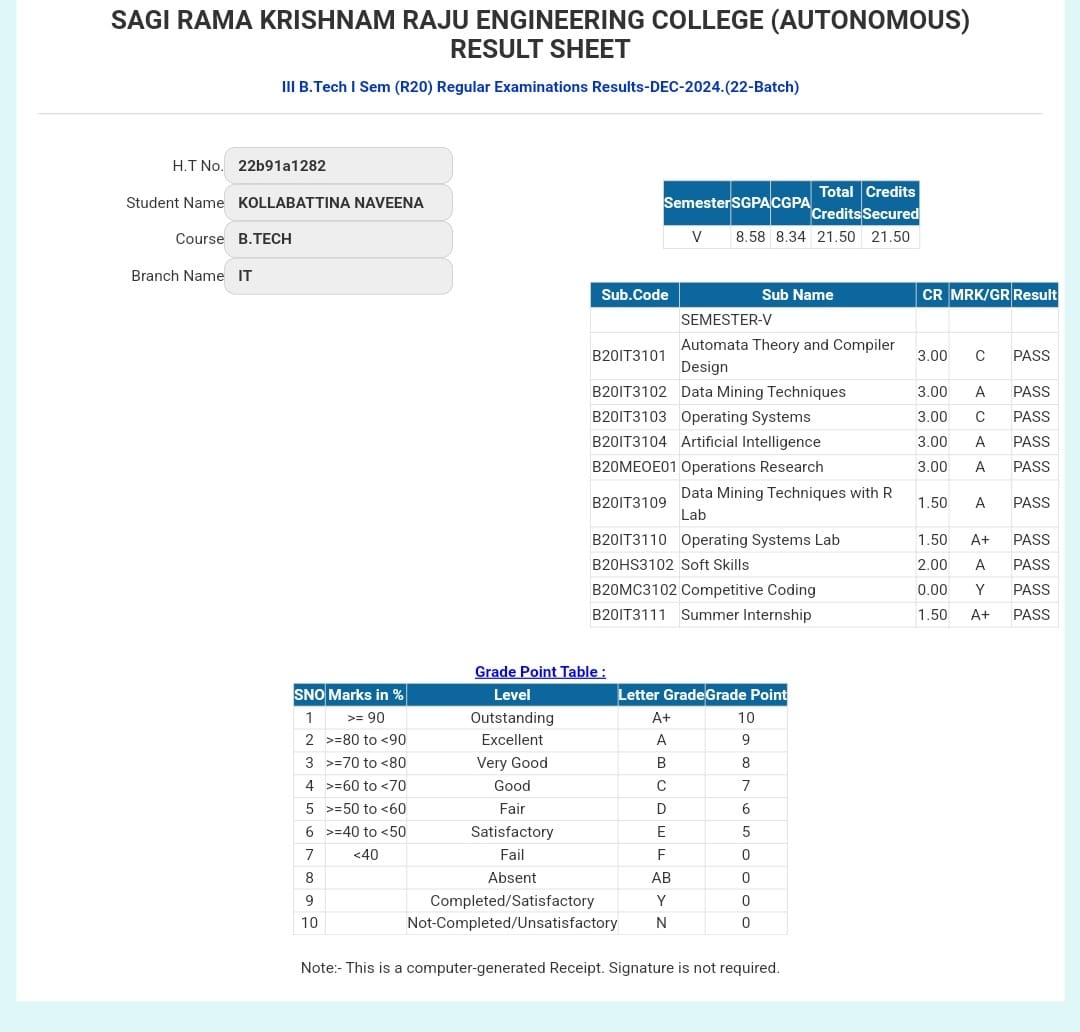 SAGI RAMA KRISHNAM RAJU ENGINEERING COLLEGE (AUTONOMOUS)
RESULT SHEET
III B.Tech I Sem (R20) Regular Examinations Results-DEC-2024.(22-Batch)
H.T No. 22b91a1282
Student Name KOLLABATTINA NAVEENA
Course B.TECH
Branch Name IT
Semester SGPA CGPA Total Credits Credits Secured
V 8.58 8.34 21.50 21.50
Sub.Code Sub Name CR MRK/GR Result
SEMESTER-V
B20IT3101 Automata Theory and Compiler Design 3.00 C PASS
B20IT3102 Data Mining Techniques 3.00 A PASS
B20IT3103 Operating Systems 3.00 C PASS
B20IT3104 Artificial Intelligence 3.00 A PASS
B20MEOE01 Operations Research 3.00 A PASS
B20IT3109 Data Mining Techniques with R Lab 1.50 A PASS
B20IT3110 Operating Systems Lab 1.50 A+ PASS
B20HS3102 Soft Skills 2.00 A PASS
B20MC3102 Competitive Coding 0.00 Y PASS
B20IT3111 Summer Internship 1.50 A+ PASS
Grade Point Table :
SNO Marks in % Level Letter Grade Grade Point
1 >= 90 Outstanding A+ 10
2 >=80 to <90 Excellent A 9
3 >=70 to <80 Very Good B 8
4 >=60 to <70 Good C 7
5 >=50 to <60 Fair D 6
6 >=40 to <50 Satisfactory E 5
7 <40 Fail F 0
8 Absent AB 0
9 Completed/Satisfactory Y 0
10 Not-Completed/Unsatisfactory N 0
Note:- This is a computer-generated Receipt. Signature is not required.